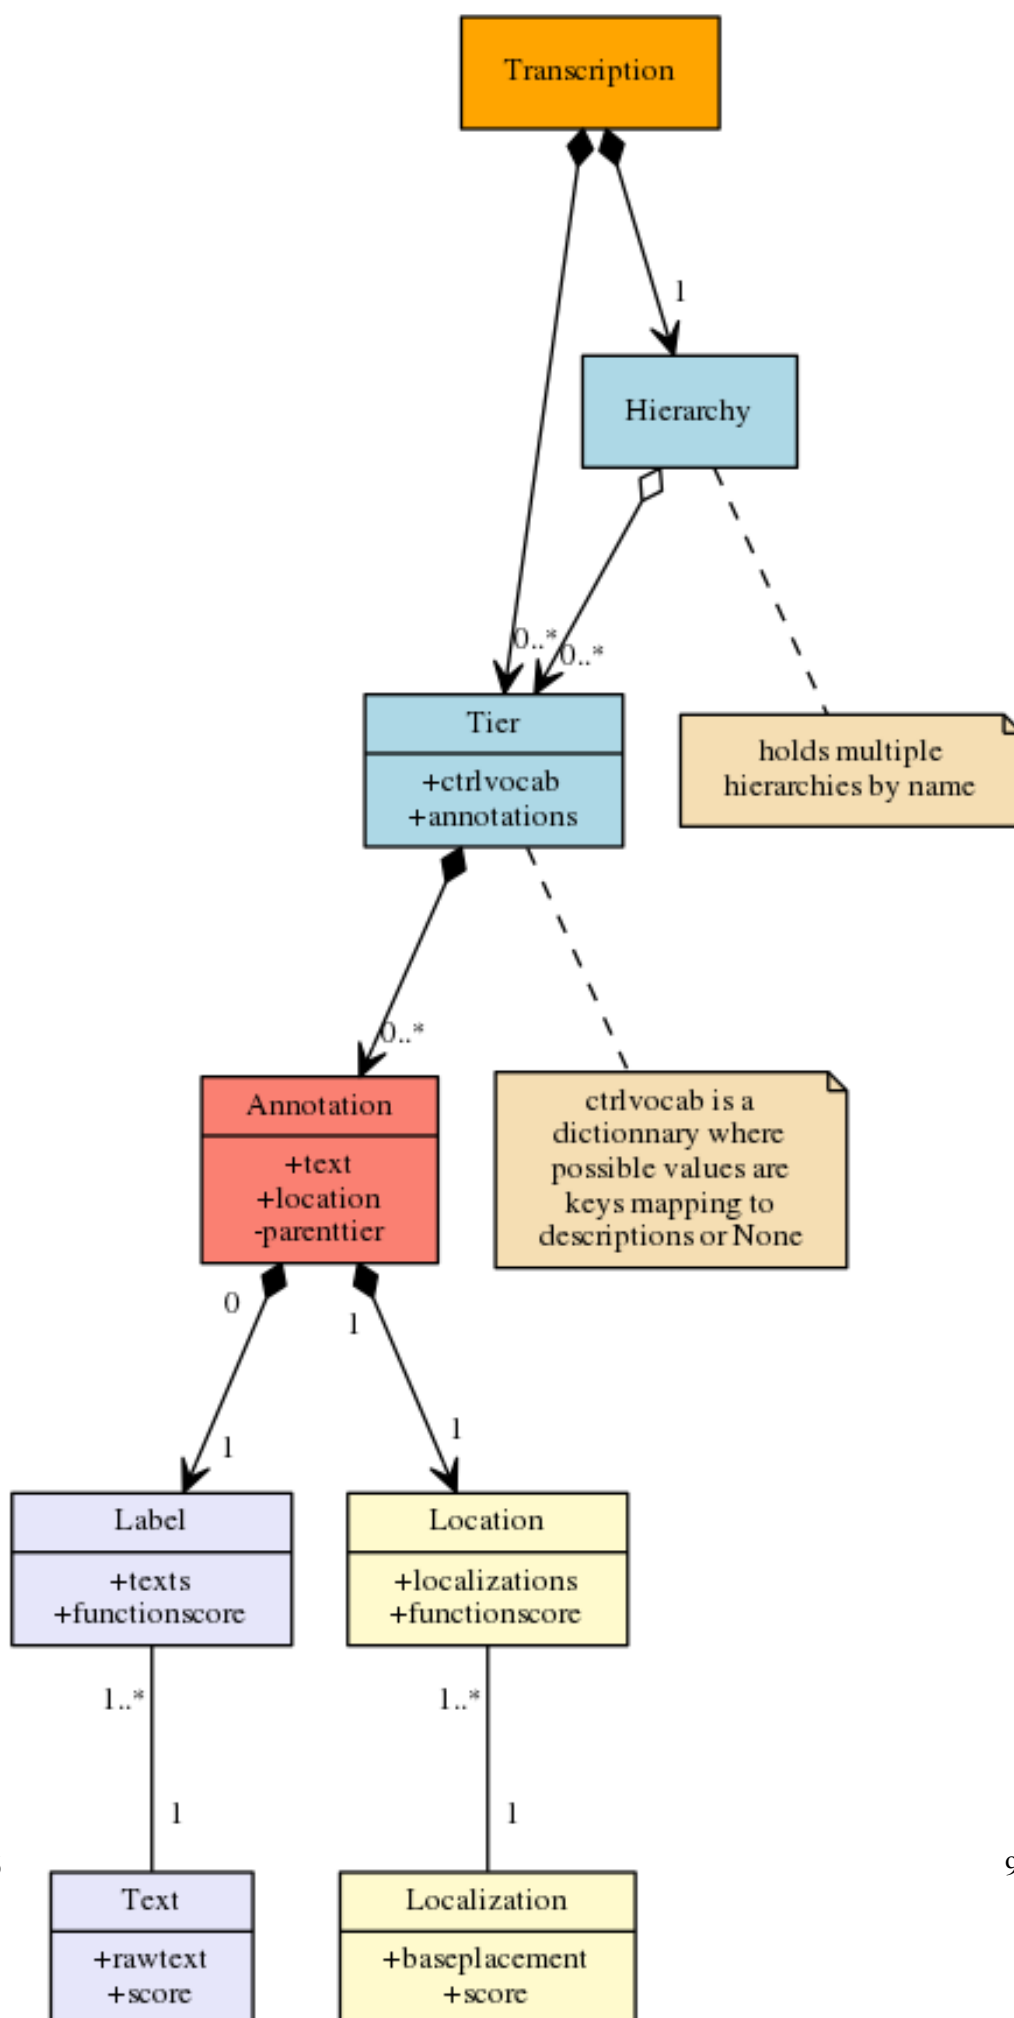 Transcription
1
Hierarchy
0..*
0..*
Tier
+ctrlvocab
+annotations
holds multiple
hierarchies by name
0..*
Annotation
+text
+location
-parenttier
ctrlvocab is a
dictionnary where
possible values are
keys mapping to
descriptions or None
0
1
1
1
Label
+texts
+functionscore
Location
+localizations
+functionscore
1..*
1..*
1
1
9
Text
+rawtext
+score
Localization
+baseplacement
+score